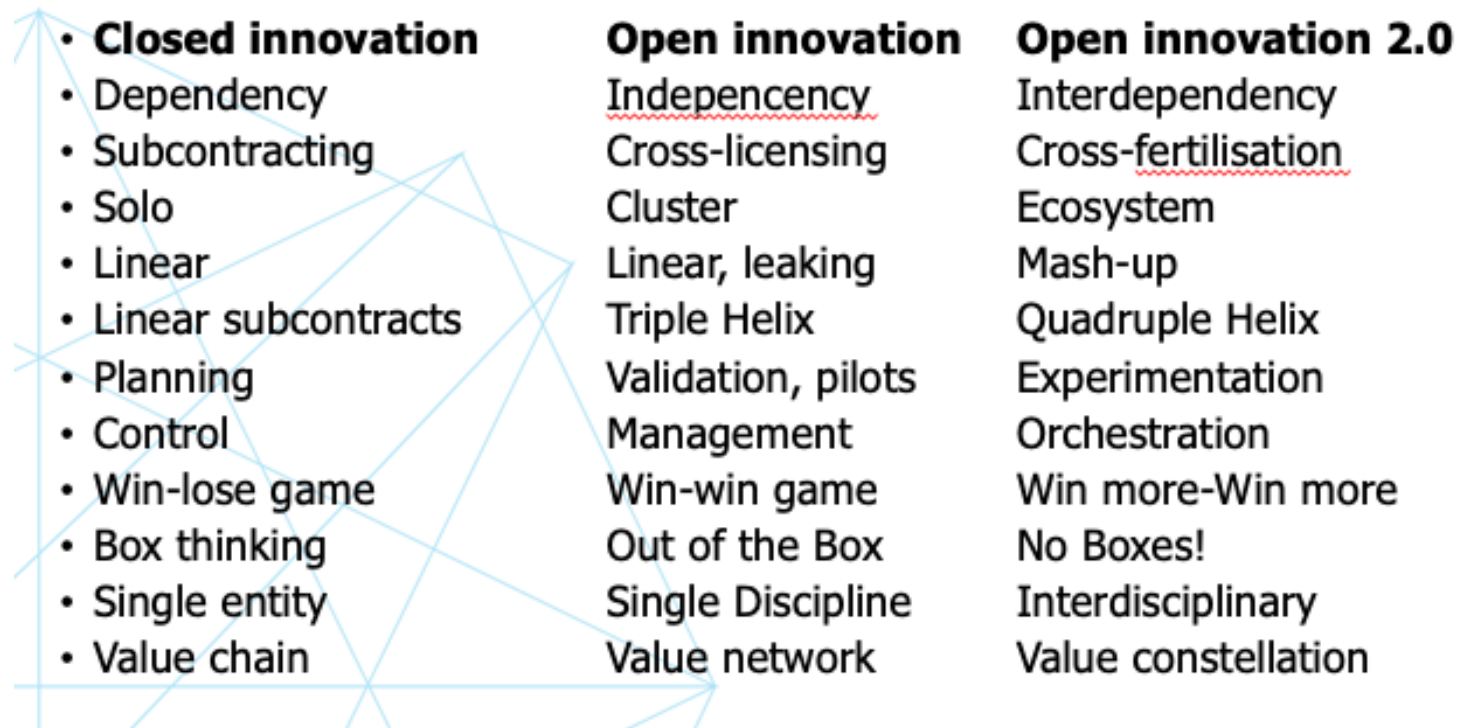 • Closed innovation Open innovation Open innovation 2.0
• Dependency Indepencency Interdependency
• Subcontracting Cross-licensing Cross-fertilisation
• Solo Cluster Ecosystem
• Linear Linear, leaking Mash-up
• Linear subcontracts Triple Helix Quadruple Helix
• Planning Validation, pilots Experimentation
• Control Management Orchestration
• Win-lose game Win-win game Win more-Win more
• Box thinking Out of the Box No Boxes!
• Single entity Single Discipline Interdisciplinary
• Value chain Value network Value constellation